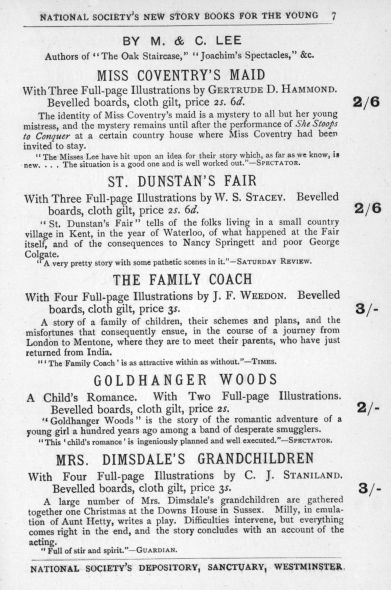 NATIONAL SOCIETY'S NEW STORY BOOKS FOR THE YOUNG 7
BY M. & C. LEE
Authors of "The Oak Staircase," "Joachim's Spectacles," &c.
MISS COVENTRY'S MAID
With Three Full-page Illustrations by GERTRUDE D. HAMMOND.
Bevelled boards, cloth gilt, price 2s. 6d. 2/6
The identity of Miss Coventry's maid is a mystery to all but her young
mistress, and the mystery remains until after the performance of She Stoops
to Conquer at a certain country house where Miss Coventry had been
invited to stay.
"The Misses Lee have hit upon an idea for their story which, as far as we know, is
new. . . . The situation is a good one and is well worked out."—SPECTATOR.
ST. DUNSTAN'S FAIR
With Three Full-page Illustrations by W. S. STACEY. Bevelled
boards, cloth gilt, price 2s. 6d. 2/6
"St. Dunstan's Fair" tells of the folks living in a small country
village in Kent, in the year of Waterloo, of what happened at the Fair
itself, and of the consequences to Nancy Springett and poor George
Colgate.
"A very pretty story with some pathetic scenes in it."—SATURDAY REVIEW.
THE FAMILY COACH
With Four Full-page Illustrations by J. F. WEEDON. Bevelled
boards, cloth gilt, price 3s. 3/-
A story of a family of children, their schemes and plans, and the
misfortunes that consequently ensue, in the course of a journey from
London to Mentone, where they are to meet their parents, who have just
returned from India.
"'The Family Coach' is as attractive within as without."—TIMES.
GOLDHANGER WOODS
A Child's Romance. With Two Full-page Illustrations.
Bevelled boards, cloth gilt, price 2s. 2/-
"Goldhanger Woods" is the story of the romantic adventure of a
young girl a hundred years ago among a band of desperate smugglers.
"This 'child's romance' is ingeniously planned and well executed."—SPECTATOR.
MRS. DIMSDALE'S GRANDCHILDREN
With Four Full-page Illustrations by C. J. STANILAND.
Bevelled boards, cloth gilt, price 3s. 3/-
A large number of Mrs. Dimsdale's grandchildren are gathered
together one Christmas at the Downs House in Sussex. Milly, in emula-
tion of Aunt Hetty, writes a play. Difficulties intervene, but everything
comes right in the end, and the story concludes with an account of the
acting.
"Full of stir and spirit."—GUARDIAN.
NATIONAL SOCIETY'S DEPOSITORY, SANCTUARY, WESTMINSTER.